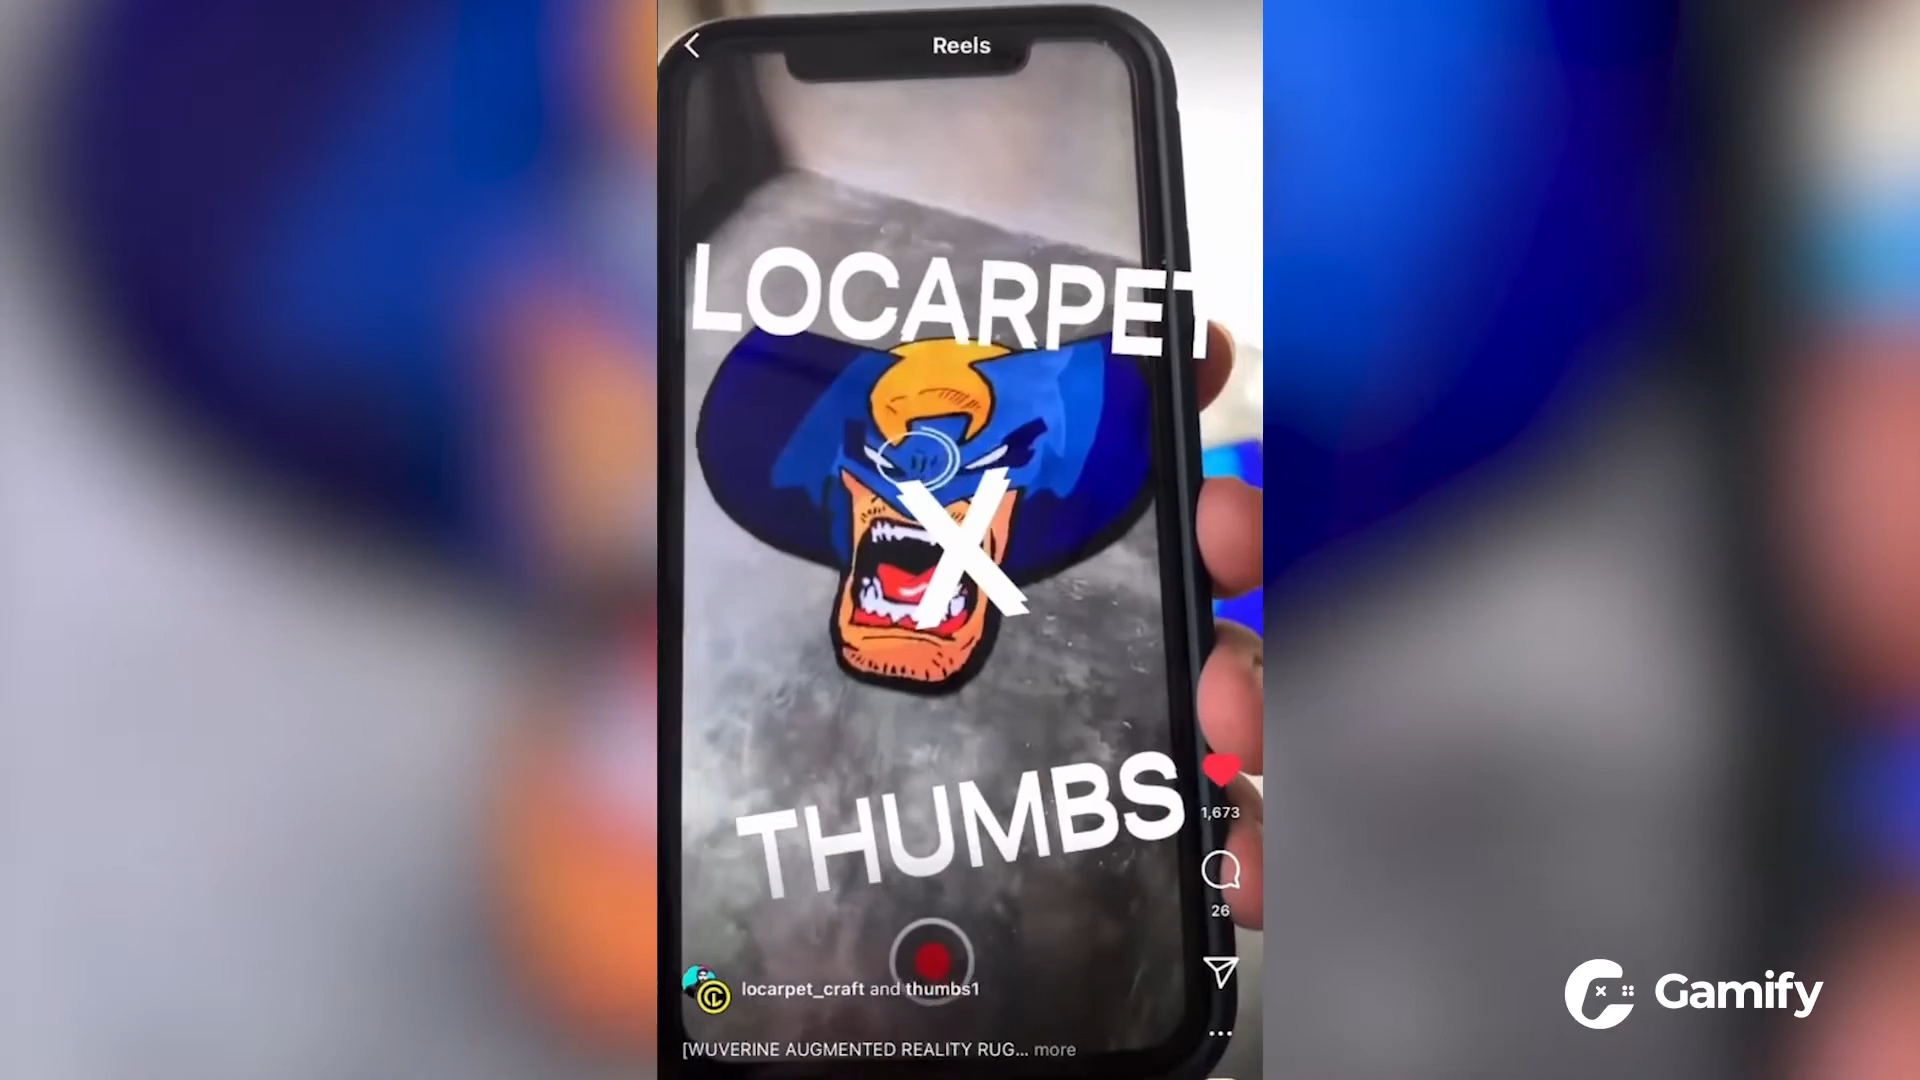 Reels
LOCARPET
X
THUMBS
1,673
26
locarpet_craft and thumbs1
[WUVERINE AUGMENTED REALITY RUG... more
Gamify